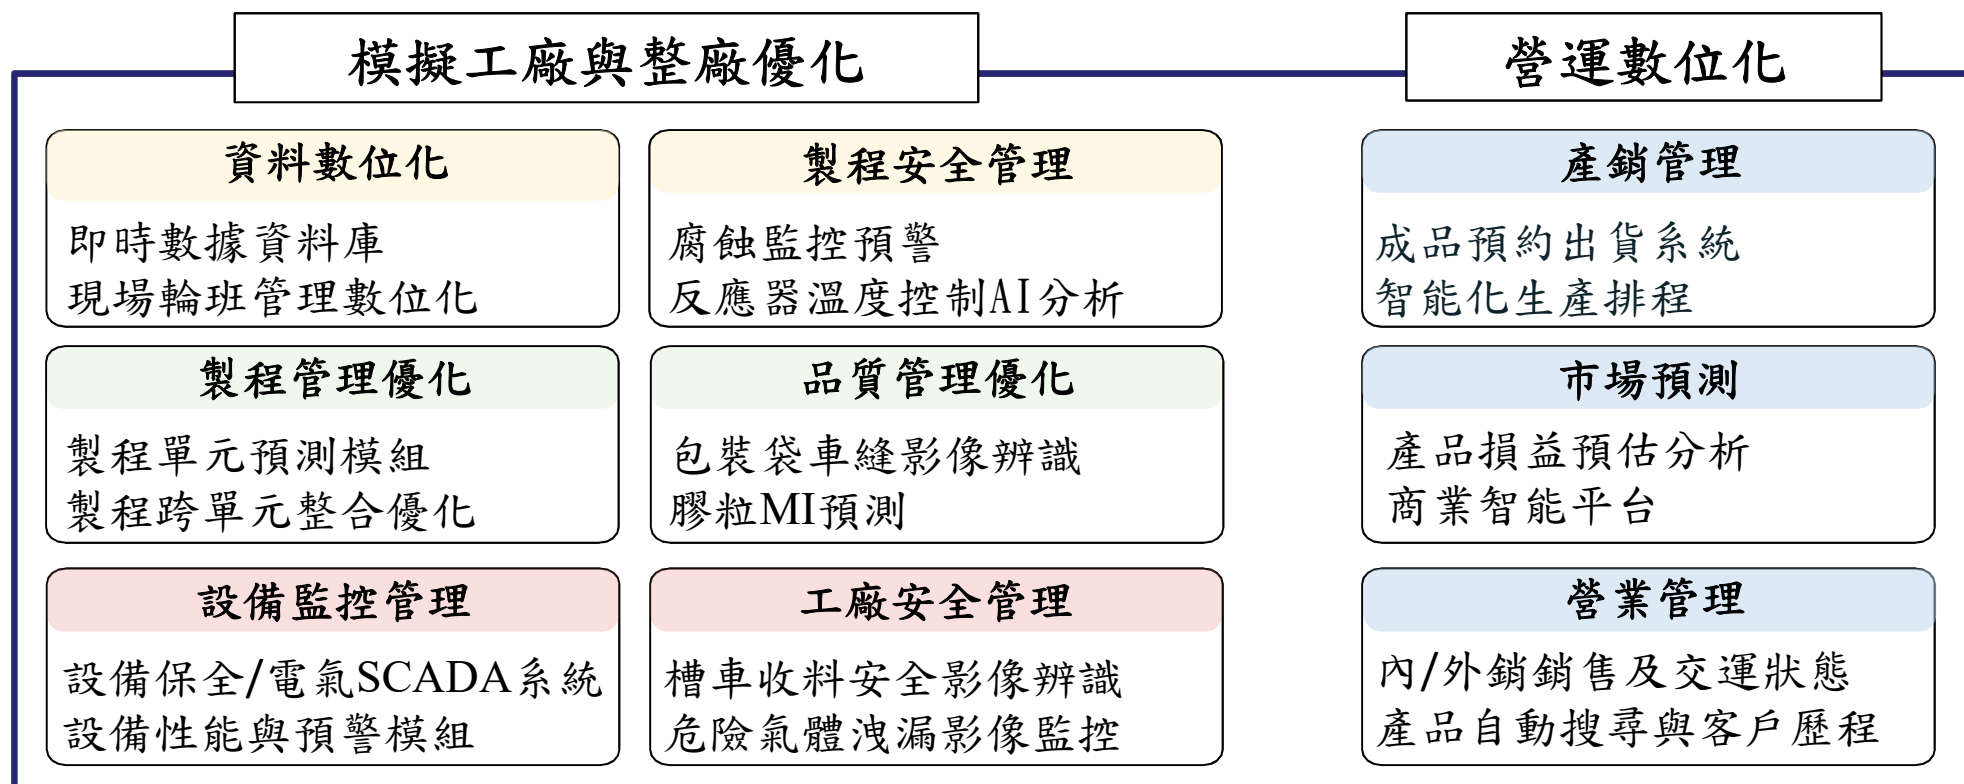 模擬工廠與整廠優化
營運數位化
資料數位化
即時數據資料庫
現場輪班管理數位化
製程安全管理
腐蝕監控預警
反應器溫度控制AI分析
產銷管理
成品預約出貨系統
智能化生產排程
製程管理優化
製程單元預測模組
製程跨單元整合優化
品質管理優化
包裝袋車縫影像辨識
膠粒MI預測
市場預測
產品損益預估分析
商業智能平台
設備監控管理
設備保全/電氣SCADA系統
設備性能與預警模組
工廠安全管理
槽車收料安全影像辨識
危險氣體洩漏影像監控
營業管理
內/外銷銷售及交運狀態
產品自動搜尋與客戶歷程